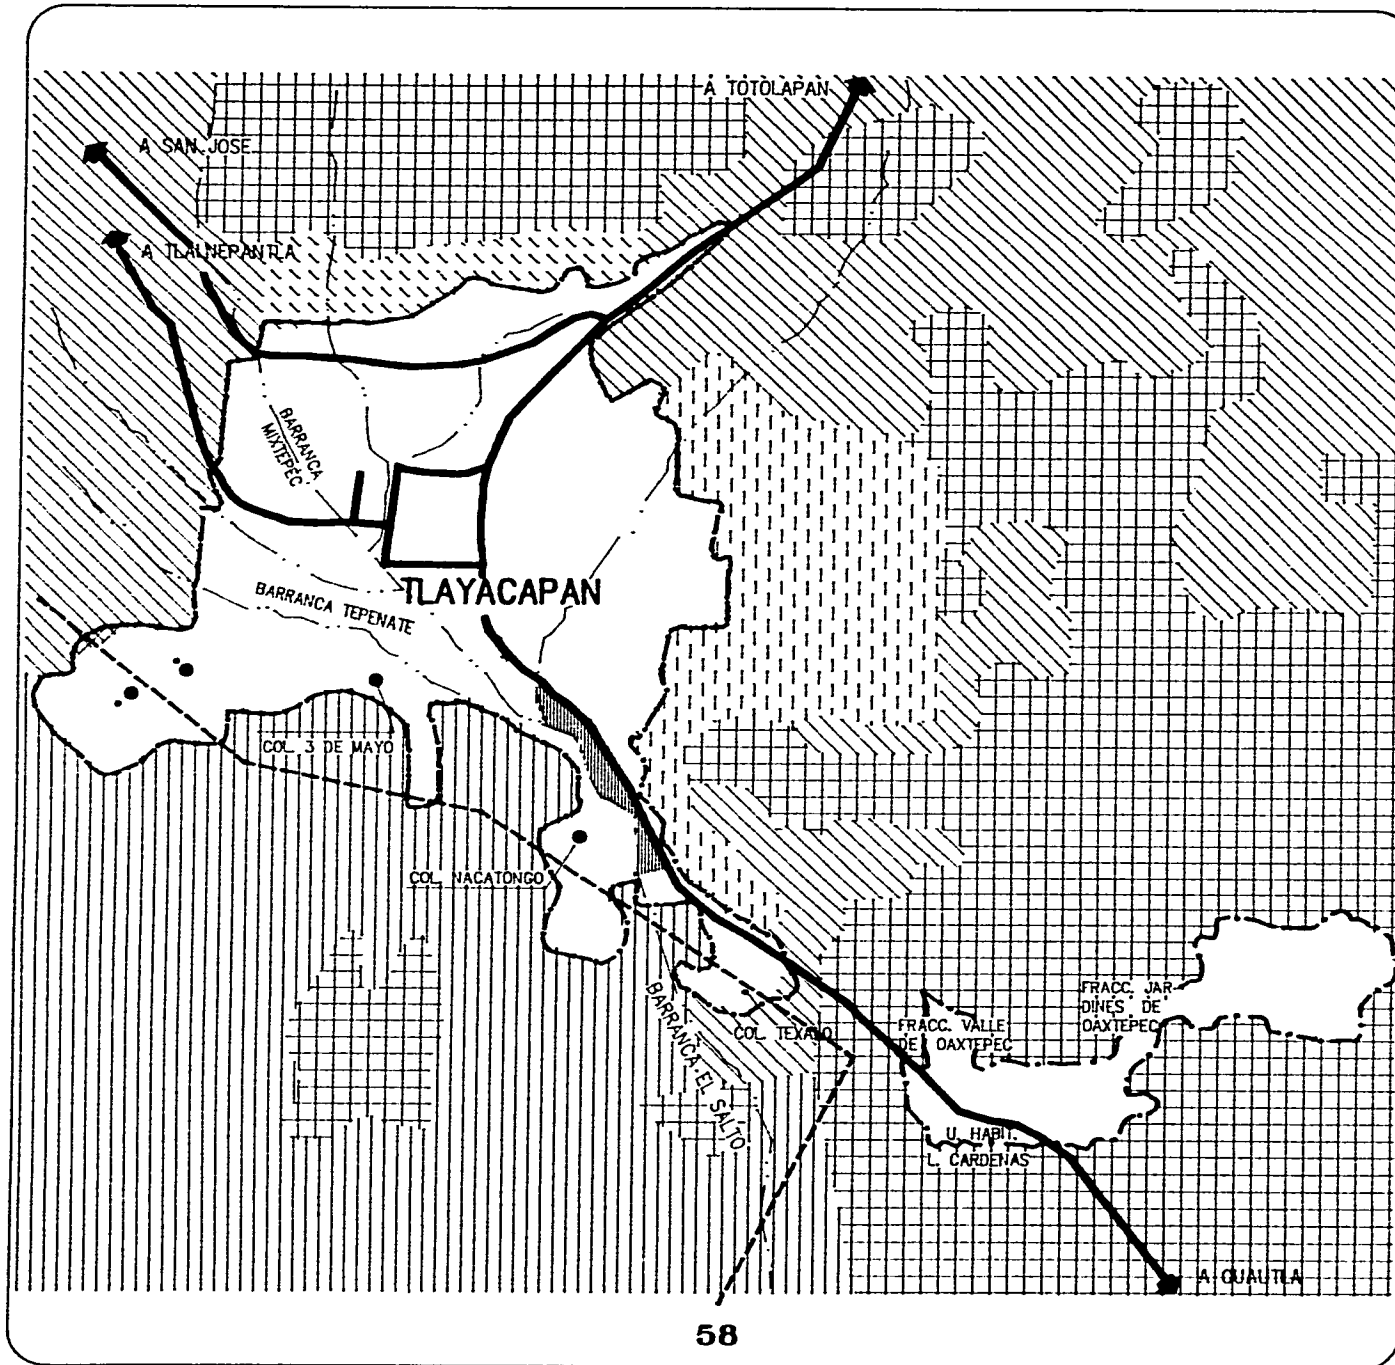 A TOTOLAPAN
A SAN JOSE
A TLALNEPANTLA
BARRANCA
MIXTEPEC
TLAYACAPAN
BARRANCA TEPENATE
COL. 3 DE MAYO
COL. NACATONGO
BARRANCA EL SALTO
COL. TEXALO
FRACC. VALLE
DE OAXTEPEC
FRACC. JAR-
DINES DE
OAXTEPEC
U. HABIT.
L. CARDENAS
A CUAUTLA
58